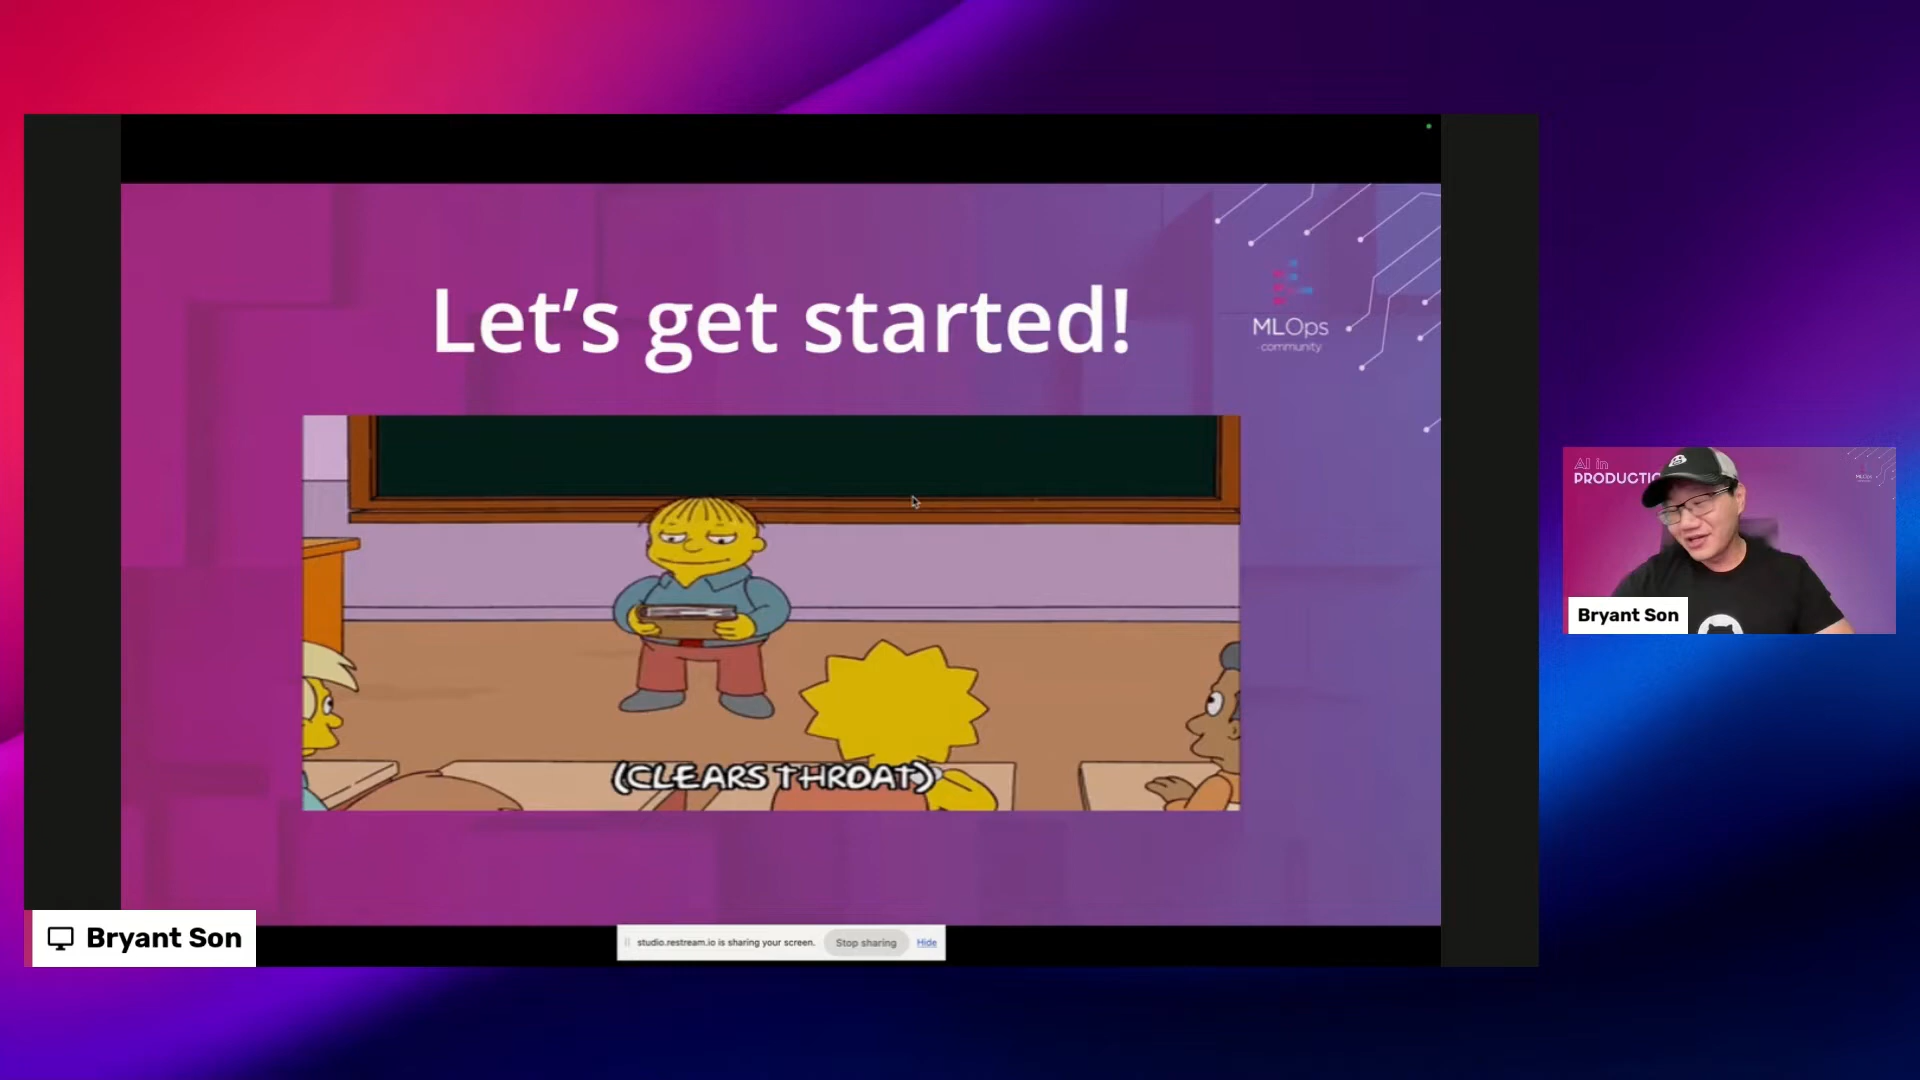 Let's get started!
MLOps
community
(CLEARS THROAT)
AI in
PRODUCTIO
MLOps
Bryant Son
Bryant Son
studio.restream.io is sharing your screen.
Stop sharing
Hide